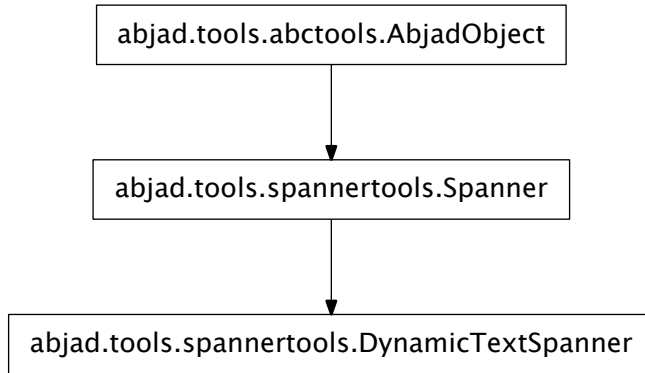 abjad.tools.abctools.AbjadObject
abjad.tools.spannertools.Spanner
abjad.tools.spannertools.DynamicTextSpanner